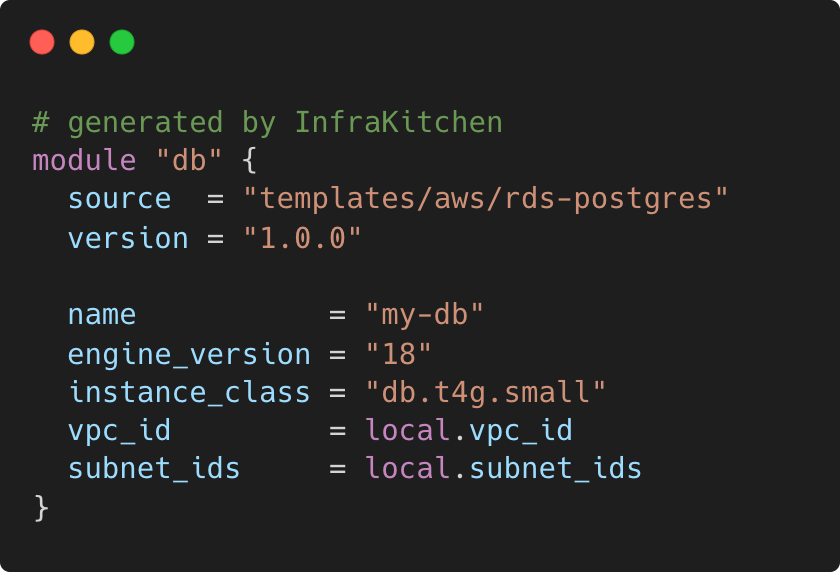 # generated by InfraKitchen
module "db" {
  source  = "templates/aws/rds-postgres"
  version = "1.0.0"

  name           = "my-db"
  engine_version = "18"
  instance_class = "db.t4g.small"
  vpc_id         = local.vpc_id
  subnet_ids     = local.subnet_ids
}